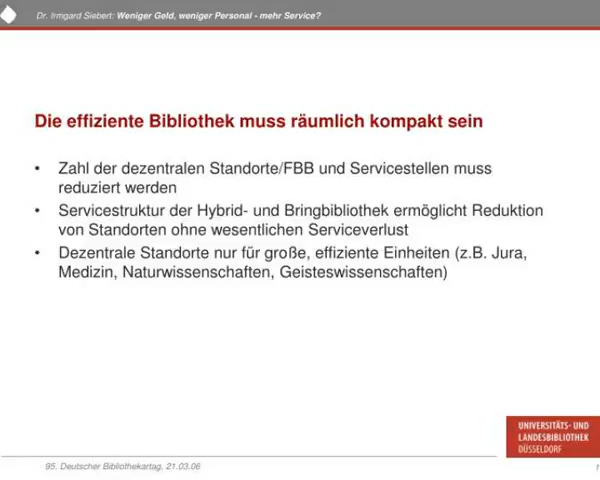 Dr. Irmgard Siebert: Weniger Geld, weniger Personal - mehr Service?
Die effiziente Bibliothek muss räumlich kompakt sein
• Zahl der dezentralen Standorte/FBB und Servicestellen muss
reduziert werden
• Servicestruktur der Hybrid- und Bringbibliothek ermöglicht Reduktion
von Standorten ohne wesentlichen Serviceverlust
• Dezentrale Standorte nur für große, effiziente Einheiten (z.B. Jura,
Medizin, Naturwissenschaften, Geisteswissenschaften)
UNIVERSITÄTS- UND
LANDESBIBLIOTHEK
DÜSSELDORF
95. Deutscher Bibliothekartag, 21.03.06